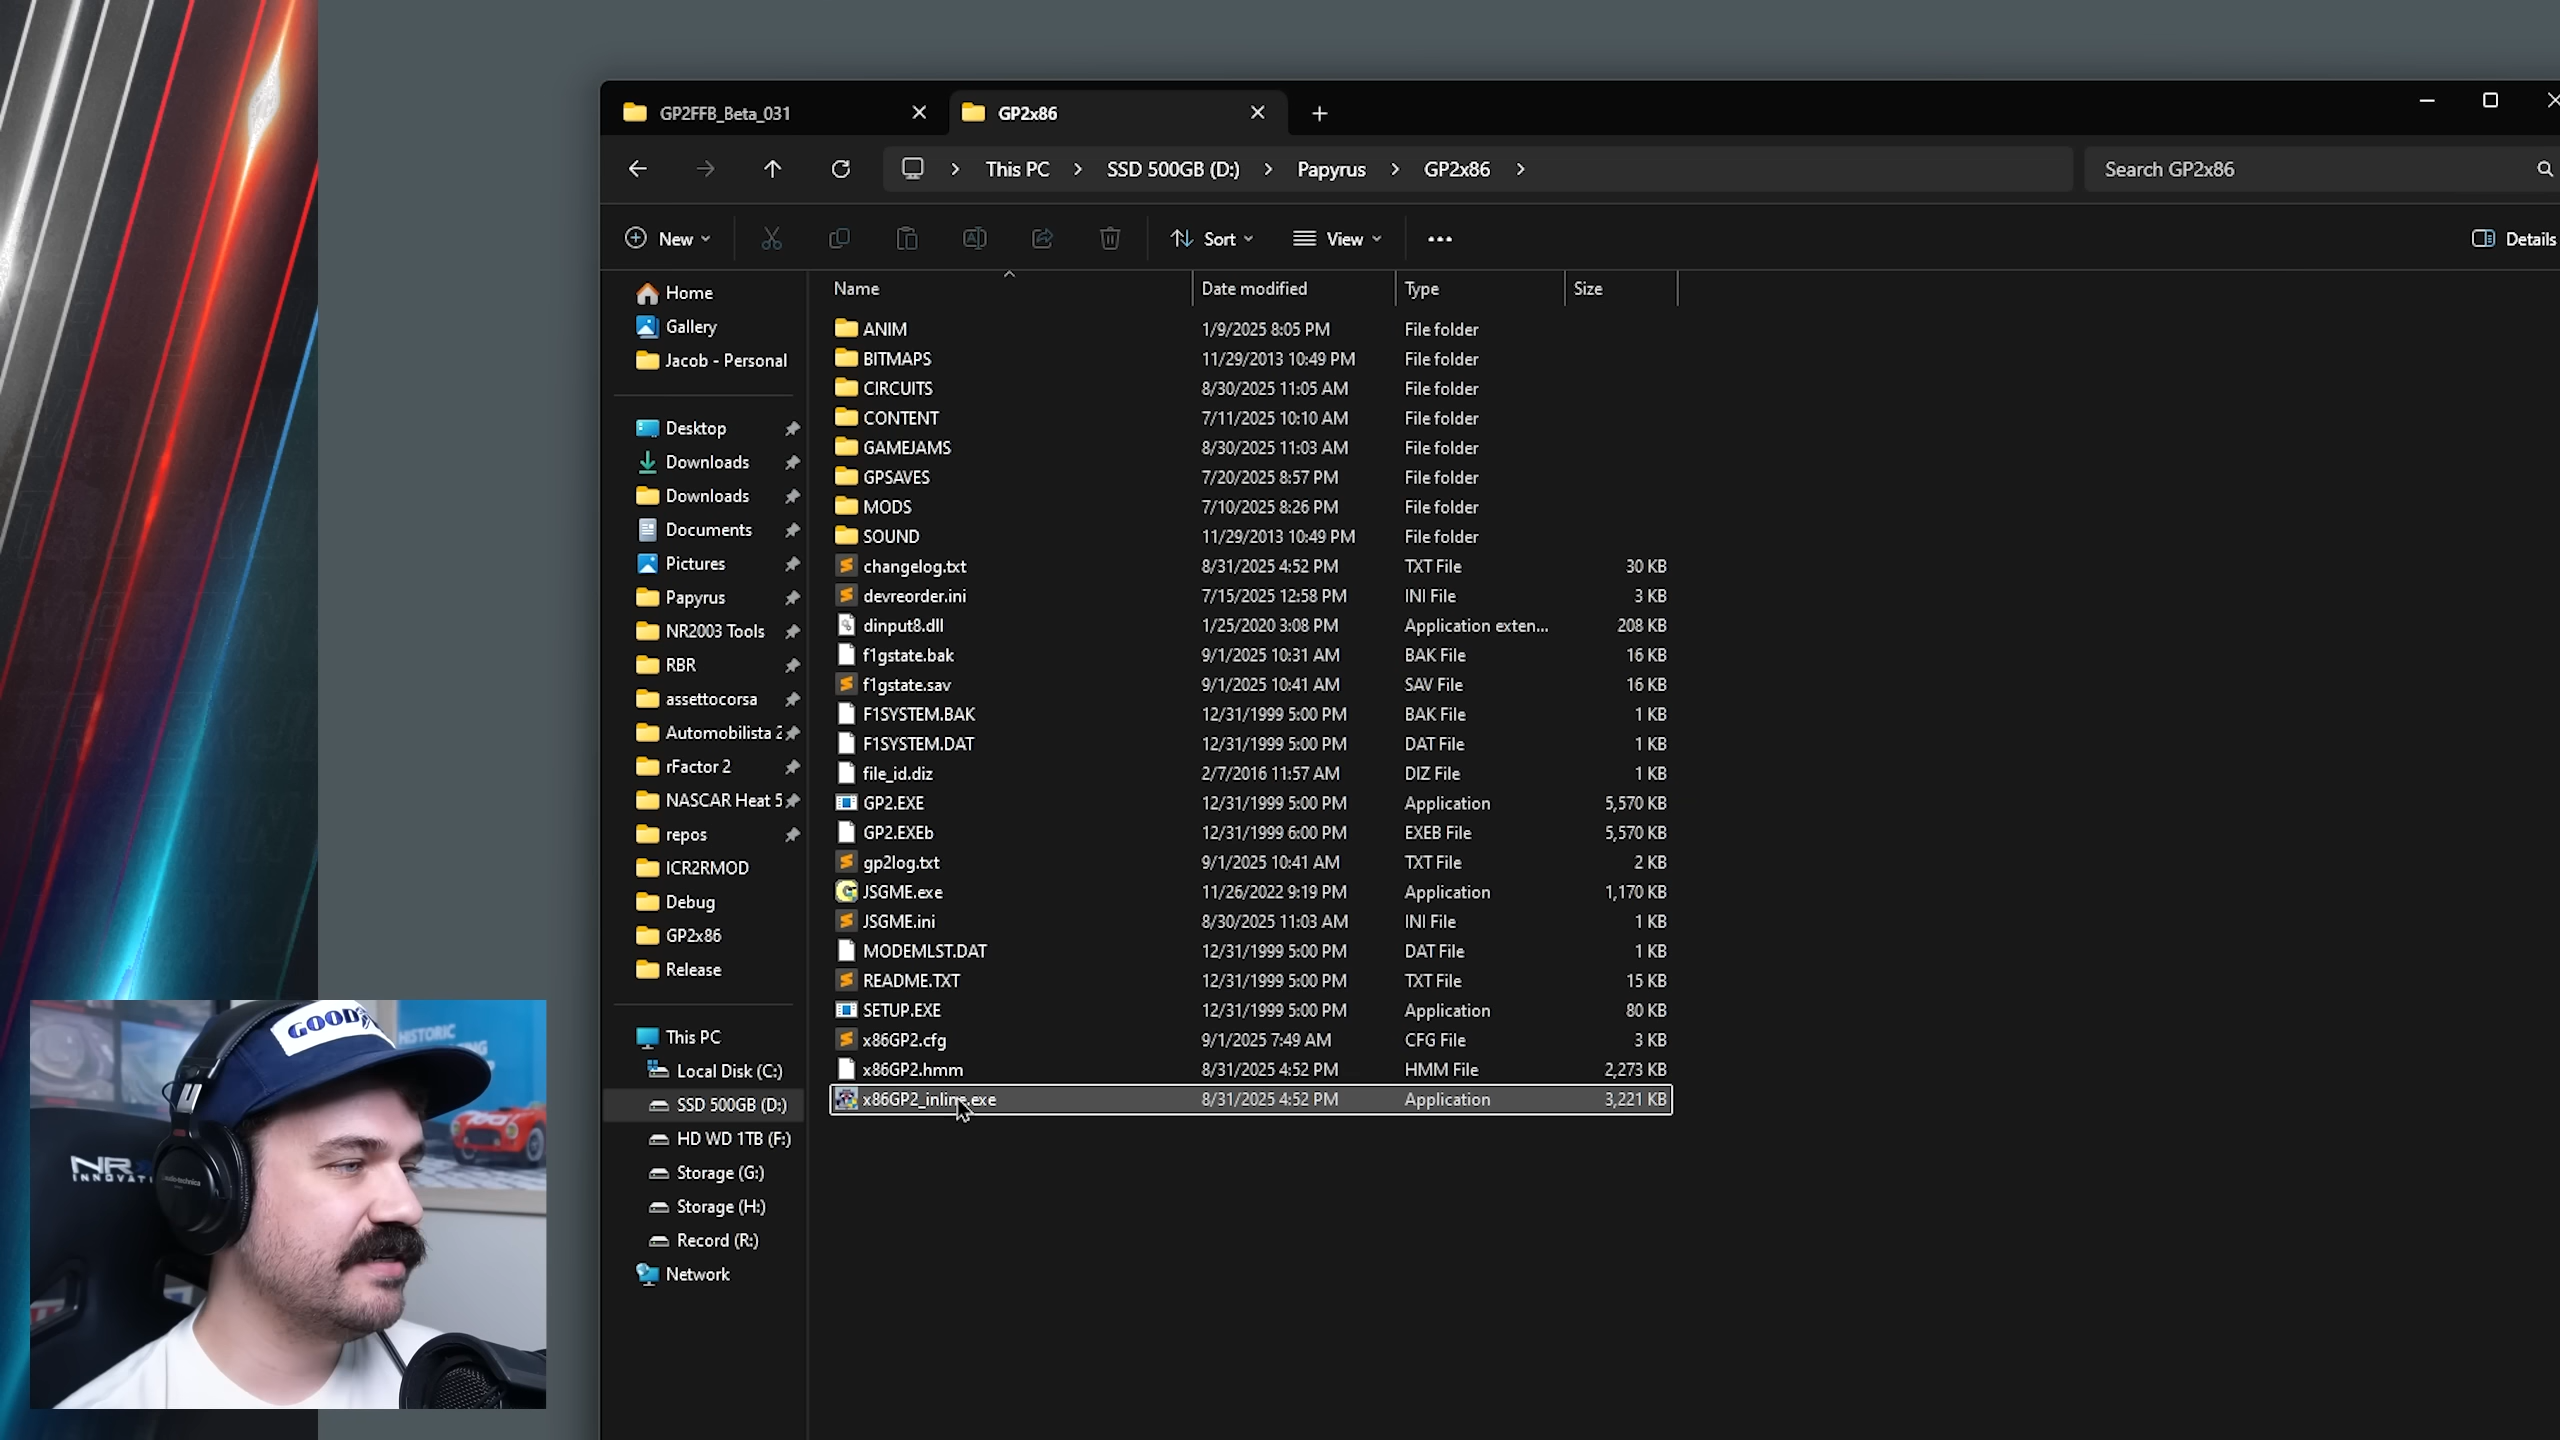 GP2FFB_Beta_031
GP2x86
This PC
SSD 500GB (D:)
Papyrus
GP2x86
Search GP2x86
New
Sort
View
Details
Name
Date modified
Type
Size
Home
Gallery
Jacob - Personal
Desktop
Downloads
Downloads
Documents
Pictures
Papyrus
NR2003 Tools
RBR
assettocorsa
Automobilista 2
rFactor 2
NASCAR Heat 5
repos
ICR2RMOD
Debug
GP2x86
Release
This PC
Local Disk (C:)
SSD 500GB (D:)
HD WD 1TB (F:)
Storage (G:)
Storage (H:)
Record (R:)
Network
ANIM 1/9/2025 8:05 PM File folder
BITMAPS 11/29/2013 10:49 PM File folder
CIRCUITS 8/30/2025 11:05 AM File folder
CONTENT 7/11/2025 10:10 AM File folder
GAMEJAMS 8/30/2025 11:03 AM File folder
GPSAVES 7/20/2025 8:57 PM File folder
MODS 7/10/2025 8:26 PM File folder
SOUND 11/29/2013 10:49 PM File folder
changelog.txt 8/31/2025 4:52 PM TXT File 30 KB
devreorder.ini 7/15/2025 12:58 PM INI File 3 KB
dinput8.dll 1/25/2020 3:08 PM Application exten... 208 KB
f1gstate.bak 9/1/2025 10:31 AM BAK File 16 KB
f1gstate.sav 9/1/2025 10:41 AM SAV File 16 KB
F1SYSTEM.BAK 12/31/1999 5:00 PM BAK File 1 KB
F1SYSTEM.DAT 12/31/1999 5:00 PM DAT File 1 KB
file_id.diz 2/7/2016 11:57 AM DIZ File 1 KB
GP2.EXE 12/31/1999 5:00 PM Application 5,570 KB
GP2.EXEb 12/31/1999 6:00 PM EXEB File 5,570 KB
gp2log.txt 9/1/2025 10:41 AM TXT File 2 KB
JSGME.exe 11/26/2022 9:19 PM Application 1,170 KB
JSGME.ini 8/30/2025 11:03 AM INI File 1 KB
MODEMLST.DAT 12/31/1999 5:00 PM DAT File 1 KB
README.TXT 12/31/1999 5:00 PM TXT File 15 KB
SETUP.EXE 12/31/1999 5:00 PM Application 80 KB
x86GP2.cfg 9/1/2025 7:49 AM CFG File 3 KB
x86GP2.hmm 8/31/2025 4:52 PM HMM File 2,273 KB
x86GP2_inline.exe 8/31/2025 4:52 PM Application 3,221 KB
GOOD
HISTORIC
NR
audio-technica